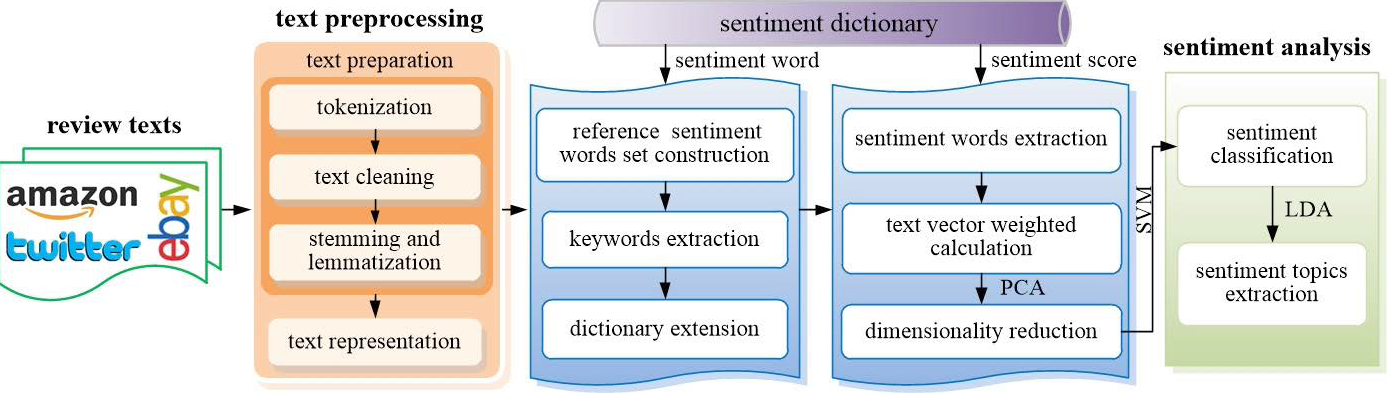 review texts
amazon
twitter
ebay
text preprocessing
text preparation
tokenization
text cleaning
stemming and
lemmatization
text representation
sentiment dictionary
sentiment word
sentiment score
reference sentiment
words set construction
keywords extraction
dictionary extension
sentiment words extraction
text vector weighted
calculation
PCA
dimensionality reduction
SVM
sentiment analysis
sentiment
classification
LDA
sentiment topics
extraction